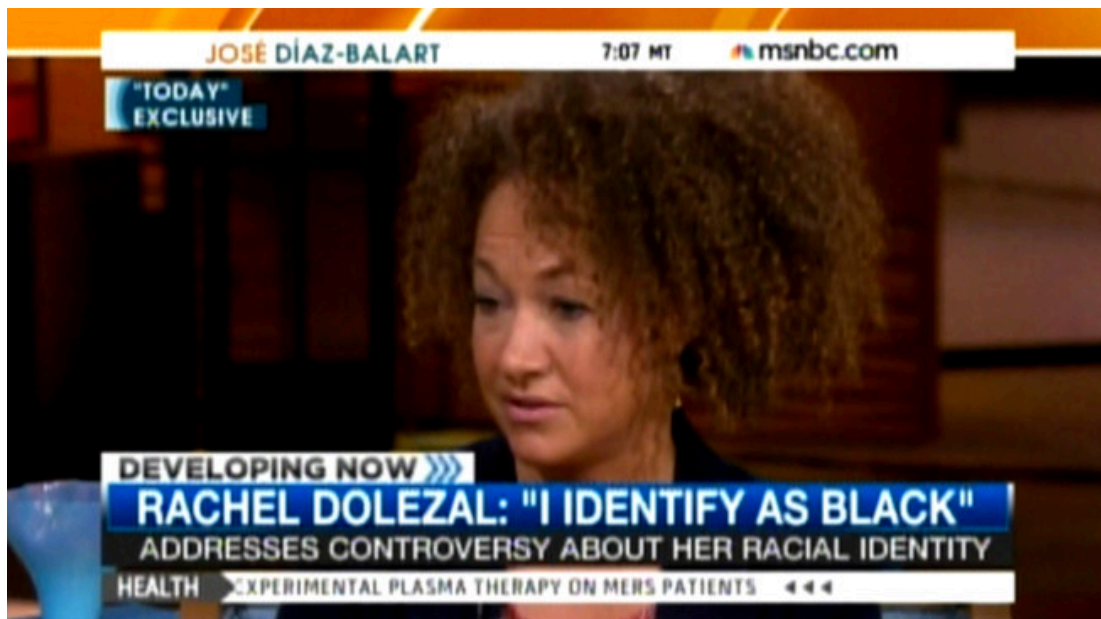 JOSÉ DÍAZ-BALART 7:07 MT msnbc.com
"TODAY"
EXCLUSIVE
DEVELOPING NOW
RACHEL DOLEZAL: "I IDENTIFY AS BLACK"
ADDRESSES CONTROVERSY ABOUT HER RACIAL IDENTITY
HEALTH EXPERIMENTAL PLASMA THERAPY ON MERS PATIENTS